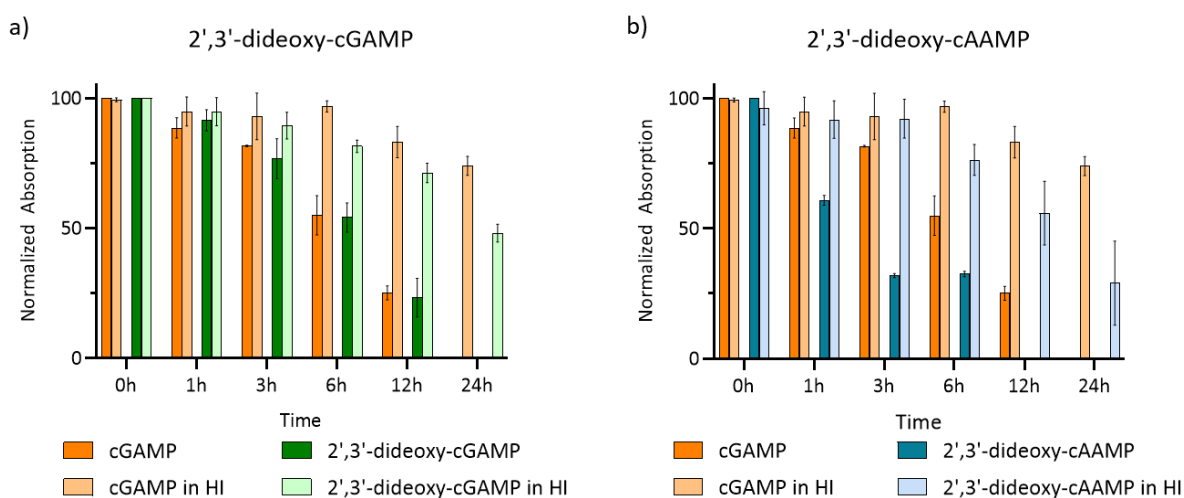 a)
2',3'-dideoxy-cGAMP
Normalized Absorption
100
50
0
0h 1h 3h 6h 12h 24h
Time
cGAMP 2',3'-dideoxy-cGAMP
cGAMP in HI 2',3'-dideoxy-cGAMP in HI
b)
2',3'-dideoxy-cAAMP
Normalized Absorption
100
50
0
0h 1h 3h 6h 12h 24h
Time
cGAMP 2',3'-dideoxy-cAAMP
cGAMP in HI 2',3'-dideoxy-cAAMP in HI